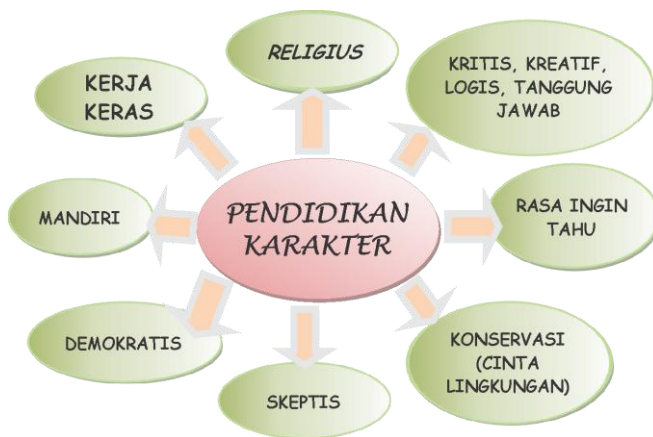 RELIGIUS
KRITIS, KREATIF,
LOGIS, TANGGUNG
JAWAB
KERJA
KERAS
PENDIDIKAN
KARAKTER
RASA INGIN
TAHU
MANDIRI
DEMOKRATIS
KONSERVASI
(CINTA
LINGKUNGAN)
SKEPTIS